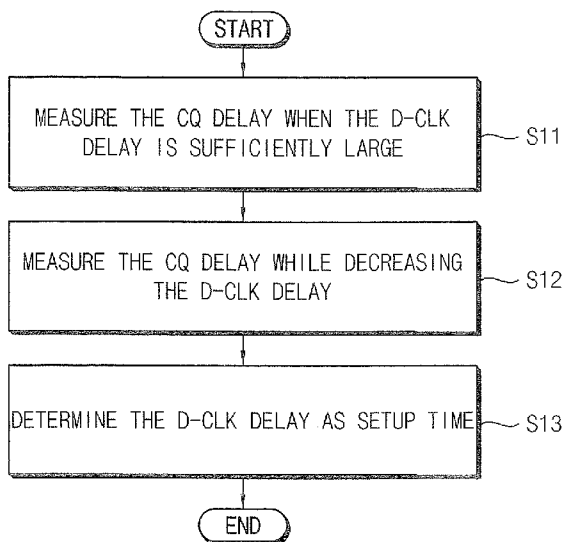 START
MEASURE THE CQ DELAY WHEN THE D-CLK
DELAY IS SUFFICIENTLY LARGE
S11
MEASURE THE CQ DELAY WHILE DECREASING
THE D-CLK DELAY
S12
DETERMINE THE D-CLK DELAY AS SETUP TIME
S13
END